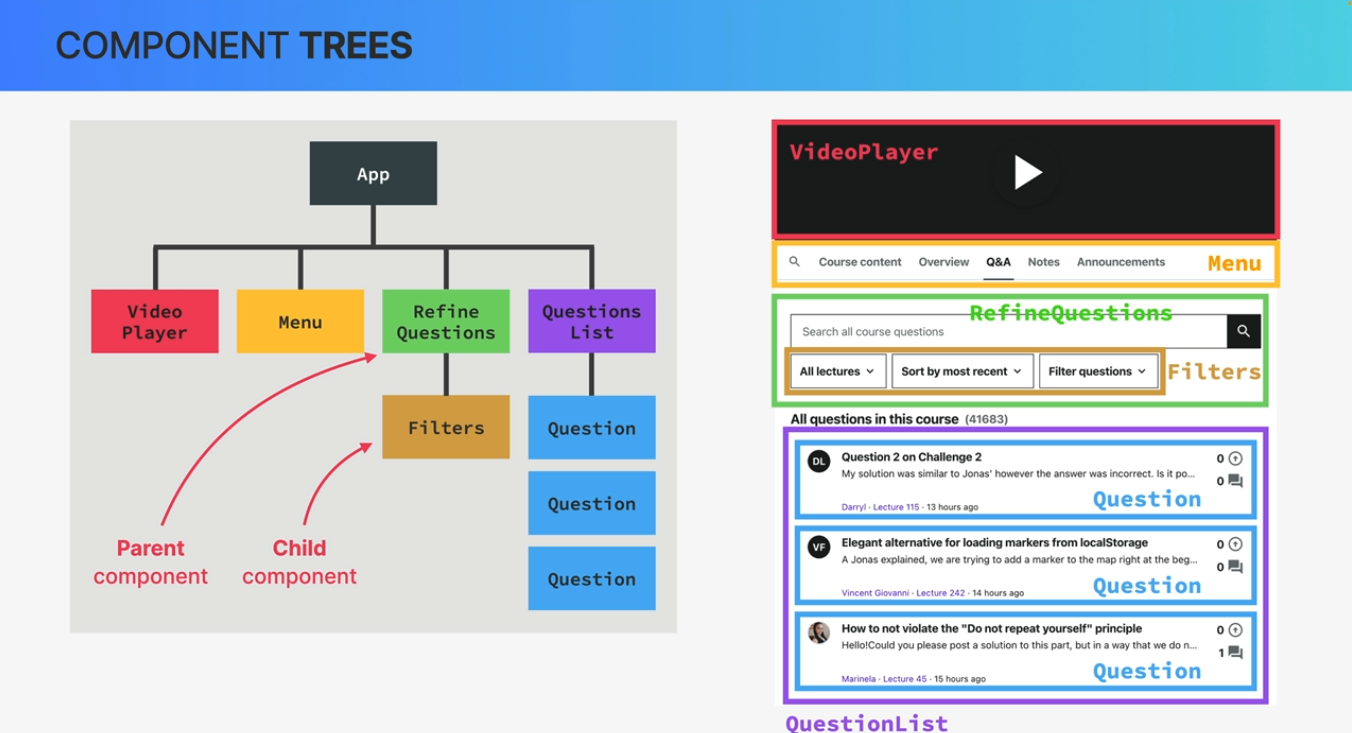 COMPONENT TREES
App
Video
Player
Menu
Refine
Questions
Questions
List
Filters
Question
Question
Question
Parent
component
Child
component
VideoPlayer
Course content Overview Q&A Notes Announcements
Menu
RefineQuestions
Search all course questions
All lectures Sort by most recent Filter questions
Filters
All questions in this course (41683)
DL
Question 2 on Challenge 2
0
My solution was similar to Jonas' however the answer was incorrect. Is it po...
0
Question
Darryl · Lecture 115 · 13 hours ago
VF
Elegant alternative for loading markers from localStorage
0
A Jonas explained, we are trying to add a marker to the map right at the beg...
0
Question
Vincent Giovanni · Lecture 242 · 14 hours ago
How to not violate the "Do not repeat yourself" principle
0
Hello!Could you please post a solution to this part, but in a way that we do n...
1
Question
Marinela · Lecture 45 · 15 hours ago
QuestionList